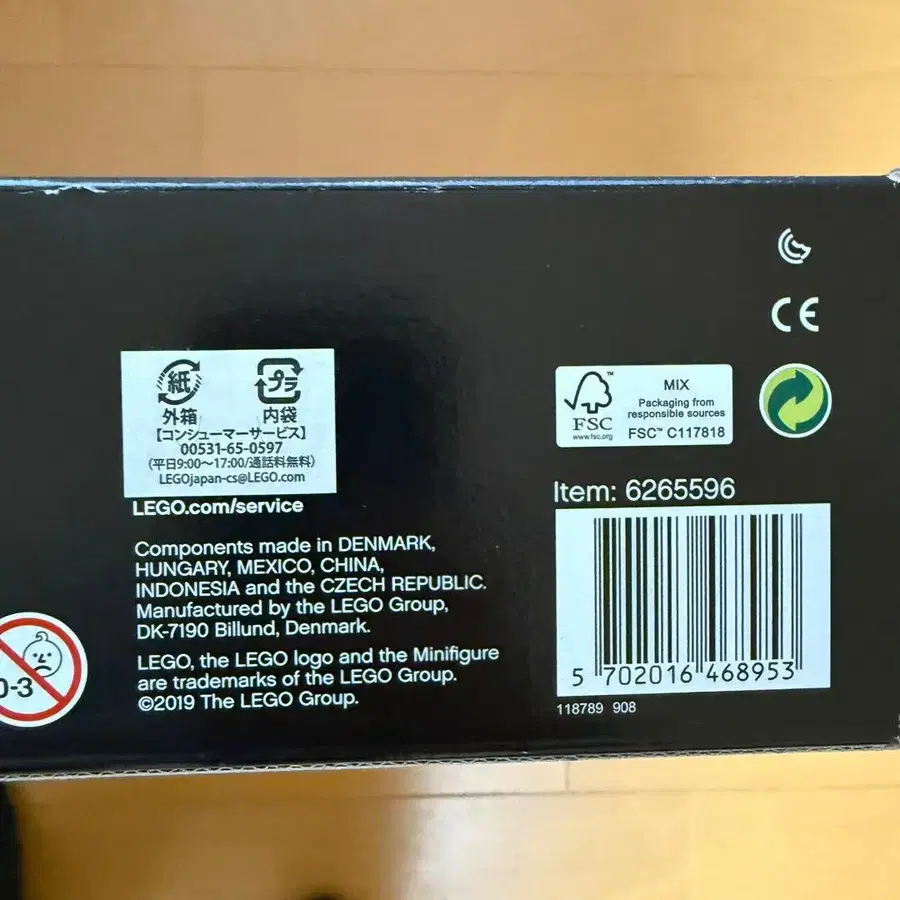 CE
紙
プラ
外箱 内袋
【コンシューマーサービス】
00531-65-0597
(平日9:00～17:00/通話料無料)
LEGOjapan-cs@LEGO.com
LEGO.com/service
Components made in DENMARK,
HUNGARY, MEXICO, CHINA,
INDONESIA and the CZECH REPUBLIC.
Manufactured by the LEGO Group,
DK-7190 Billund, Denmark.
LEGO, the LEGO logo and the Minifigure
are trademarks of the LEGO Group.
©2019 The LEGO Group.
0-3
FSC™
www.fsc.org
MIX
Packaging from
responsible sources
FSC™ C117818
Item: 6265596
5 702016 468953
118789 908